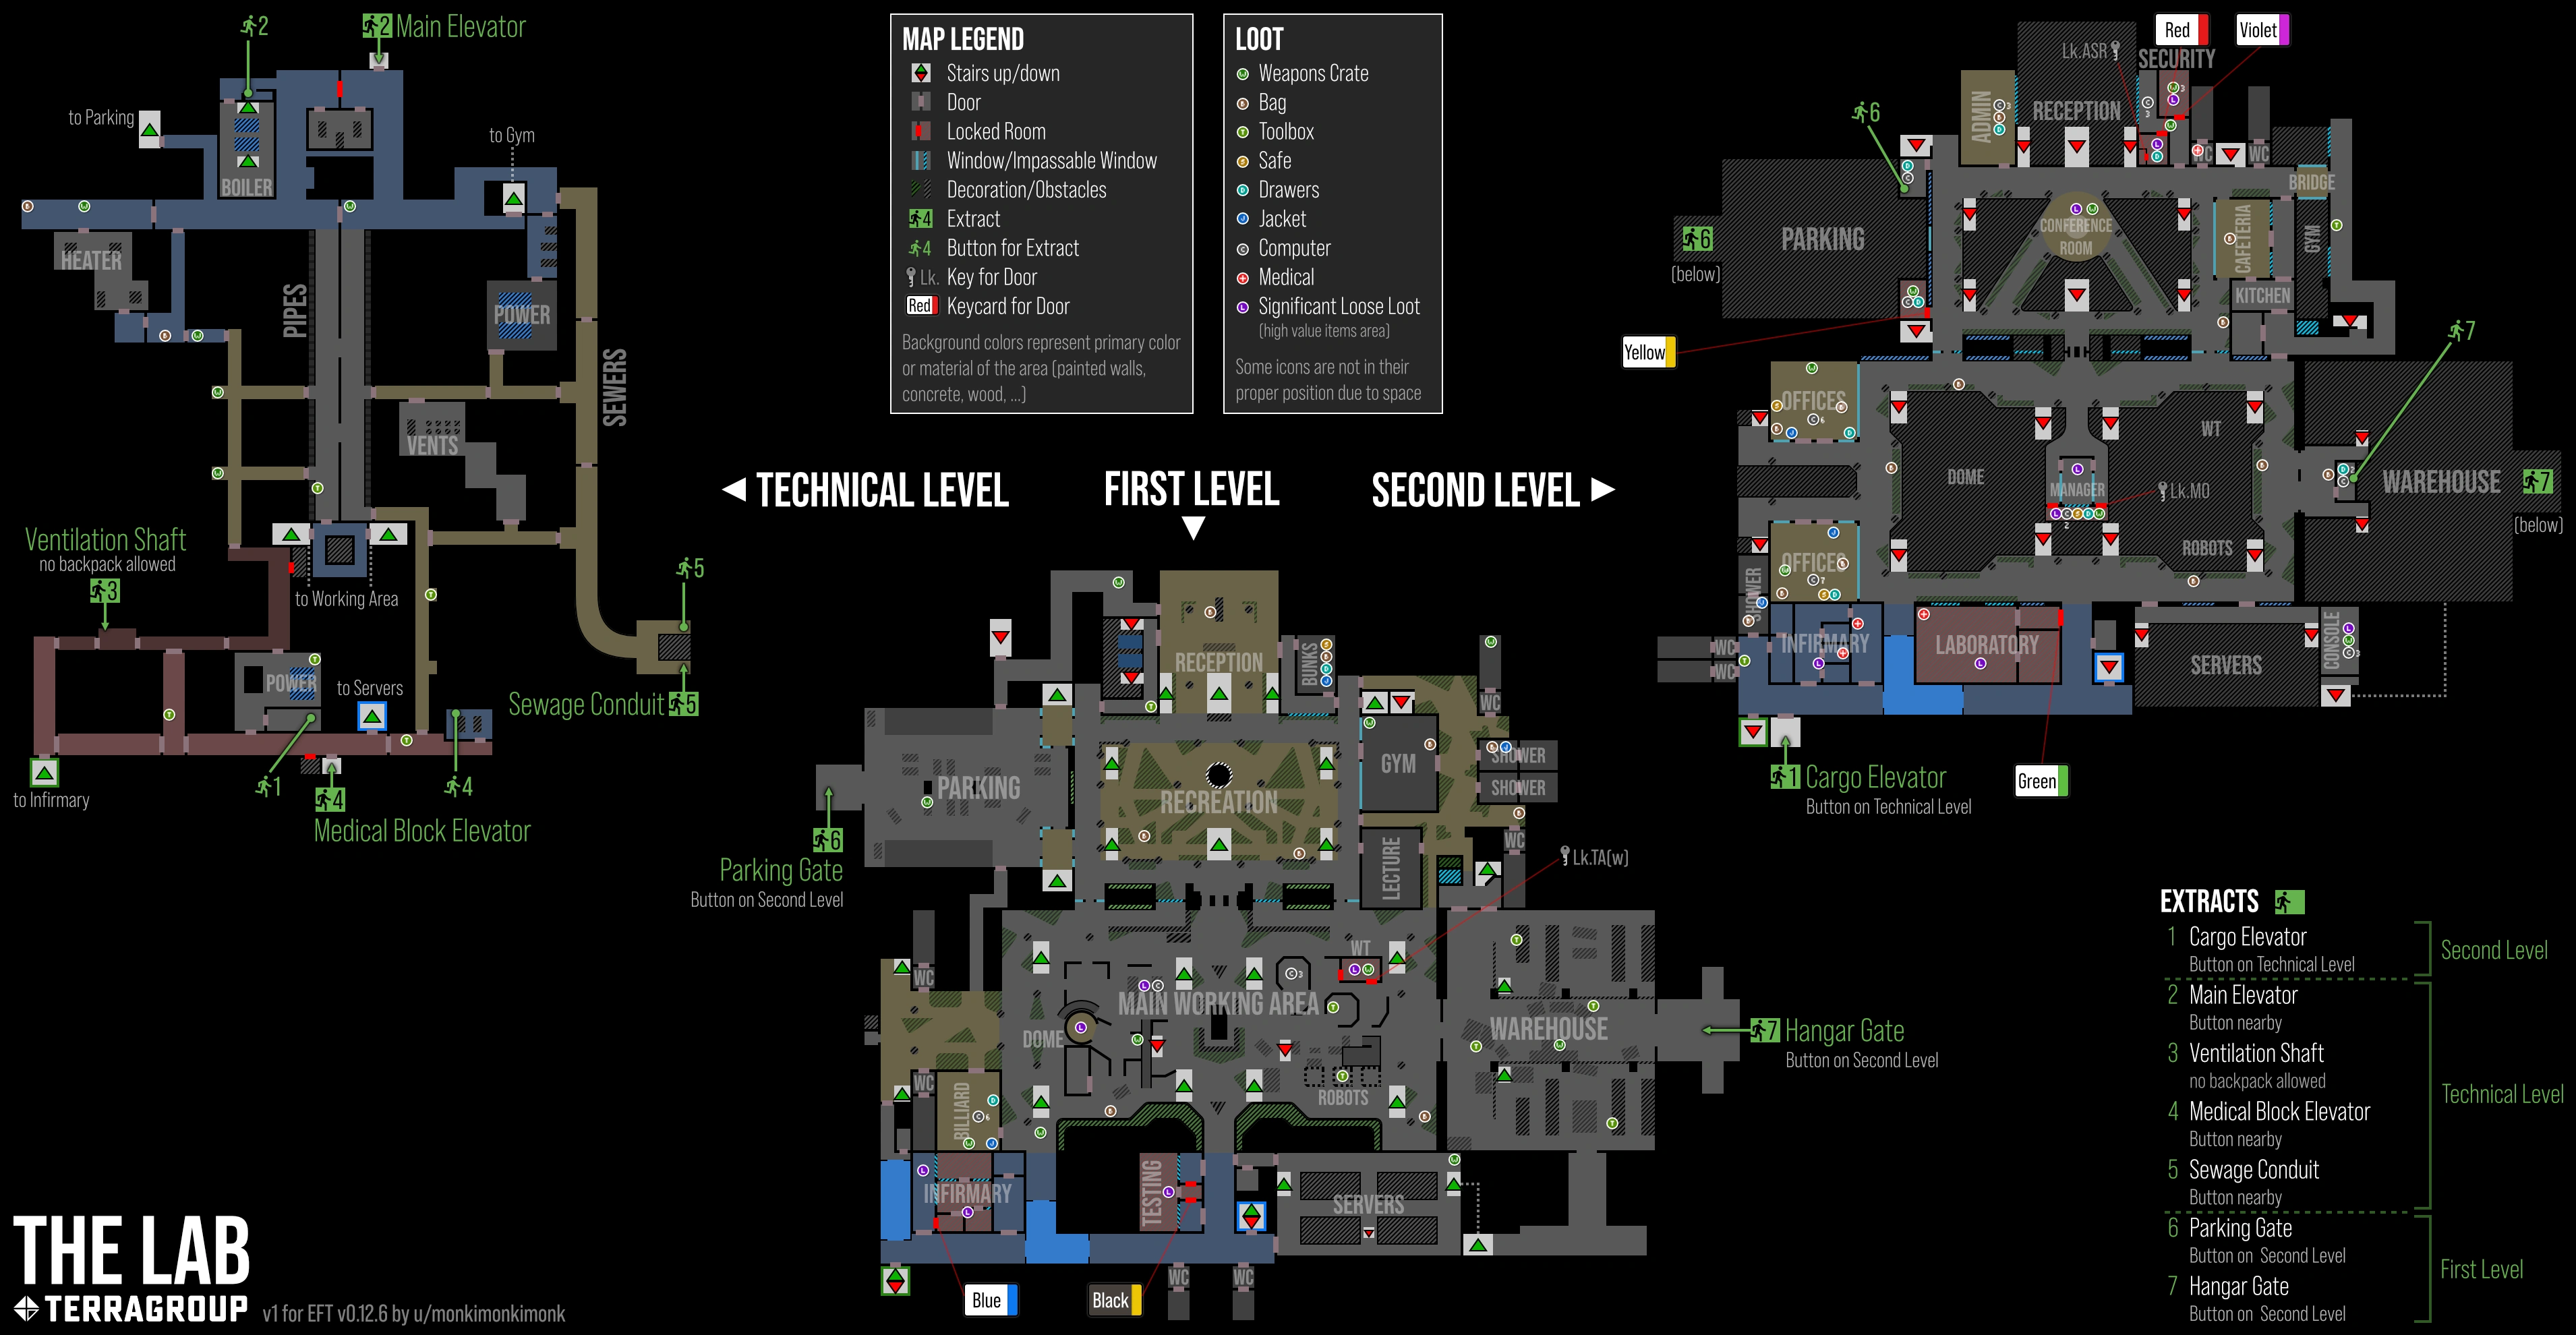 2
2 Main Elevator
to Parking
BOILER
to Gym
HEATER
PIPES
POWER
SEWERS
VENTS
Ventilation Shaft
no backpack allowed
3
to Working Area
5
POWER
to Servers
Sewage Conduit 5
1
4
4
to Infirmary
Medical Block Elevator
MAP LEGEND
Stairs up/down
Door
Locked Room
Window/Impassable Window
Decoration/Obstacles
4 Extract
4 Button for Extract
Lk. Key for Door
Red Keycard for Door
Background colors represent primary color
or material of the area (painted walls,
concrete, wood, ...)
LOOT
W Weapons Crate
B Bag
T Toolbox
S Safe
D Drawers
J Jacket
C Computer
Medical
L Significant Loose Loot
(high value items area)
Some icons are not in their
proper position due to space
TECHNICAL LEVEL
FIRST LEVEL
SECOND LEVEL
RECEPTION
BUNKS
WC
PARKING
RECREATION
GYM
SHOWER
SHOWER
6
Parking Gate
Button on Second Level
LECTURE
WC
Lk.TA(w)
WC
WT
MAIN WORKING AREA
DOME
WAREHOUSE
7 Hangar Gate
Button on Second Level
WC
BILLIARD
ROBOTS
INFIRMARY
TESTING
SERVERS
WC
WC
Blue
Black
Red
Violet
Lk.ASR
SECURITY
ADMIN
RECEPTION
6
WC
WC
BRIDGE
PARKING
6
(below)
CONFERENCE
ROOM
CAFETERIA
GYM
KITCHEN
Yellow
7
OFFICES
WT
DOME
MANAGER
Lk.MO
WAREHOUSE
7
(below)
OFFICES
ROBOTS
SHOWER
INFIRMARY
LABORATORY
SERVERS
CONSOLE
WC
WC
1 Cargo Elevator
Button on Technical Level
Green
EXTRACTS
1 Cargo Elevator
Button on Technical Level
Second Level
2 Main Elevator
Button nearby
3 Ventilation Shaft
no backpack allowed
4 Medical Block Elevator
Button nearby
5 Sewage Conduit
Button nearby
Technical Level
6 Parking Gate
Button on Second Level
7 Hangar Gate
Button on Second Level
First Level
THE LAB
TERRAGROUP
v1 for EFT v0.12.6 by u/monkimonkimonk